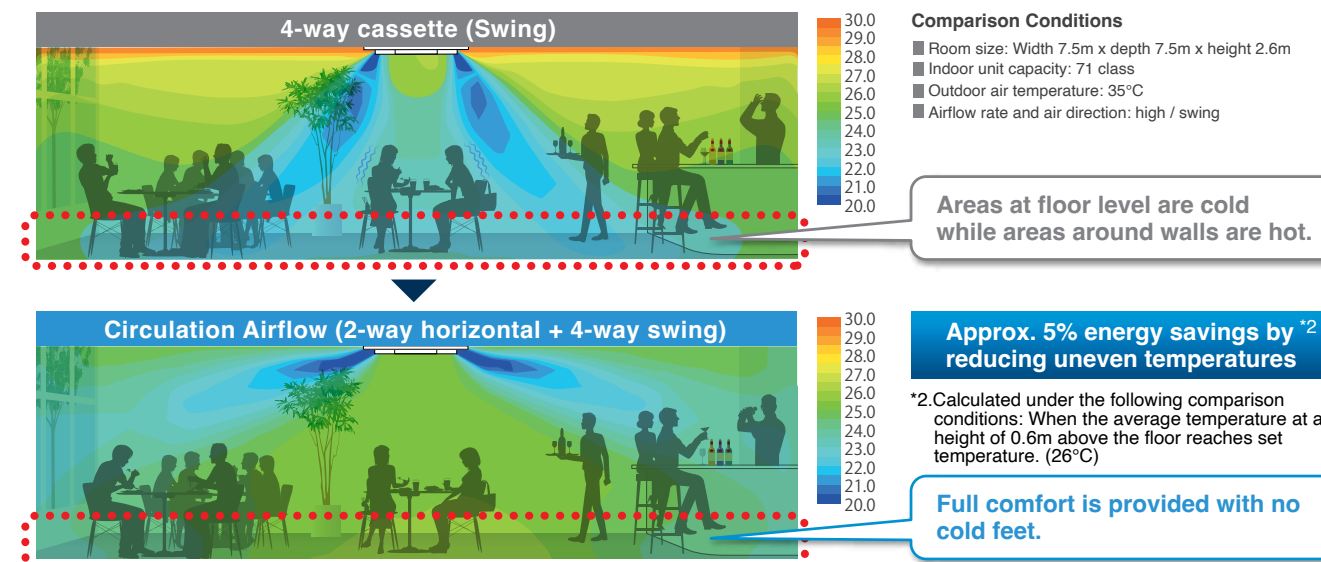 4-way cassette (Swing)
30.0
29.0
28.0
27.0
26.0
25.0
24.0
23.0
22.0
21.0
20.0
Comparison Conditions
Room size: Width 7.5m x depth 7.5m x height 2.6m
Indoor unit capacity: 71 class
Outdoor air temperature: 35°C
Airflow rate and air direction: high / swing
Areas at floor level are cold
while areas around walls are hot.
Circulation Airflow (2-way horizontal + 4-way swing)
30.0
29.0
28.0
27.0
26.0
25.0
24.0
23.0
22.0
21.0
20.0
Approx. 5% energy savings by *2
reducing uneven temperatures
*2.Calculated under the following comparison
conditions: When the average temperature at a
height of 0.6m above the floor reaches set
temperature. (26°C)
Full comfort is provided with no
cold feet.